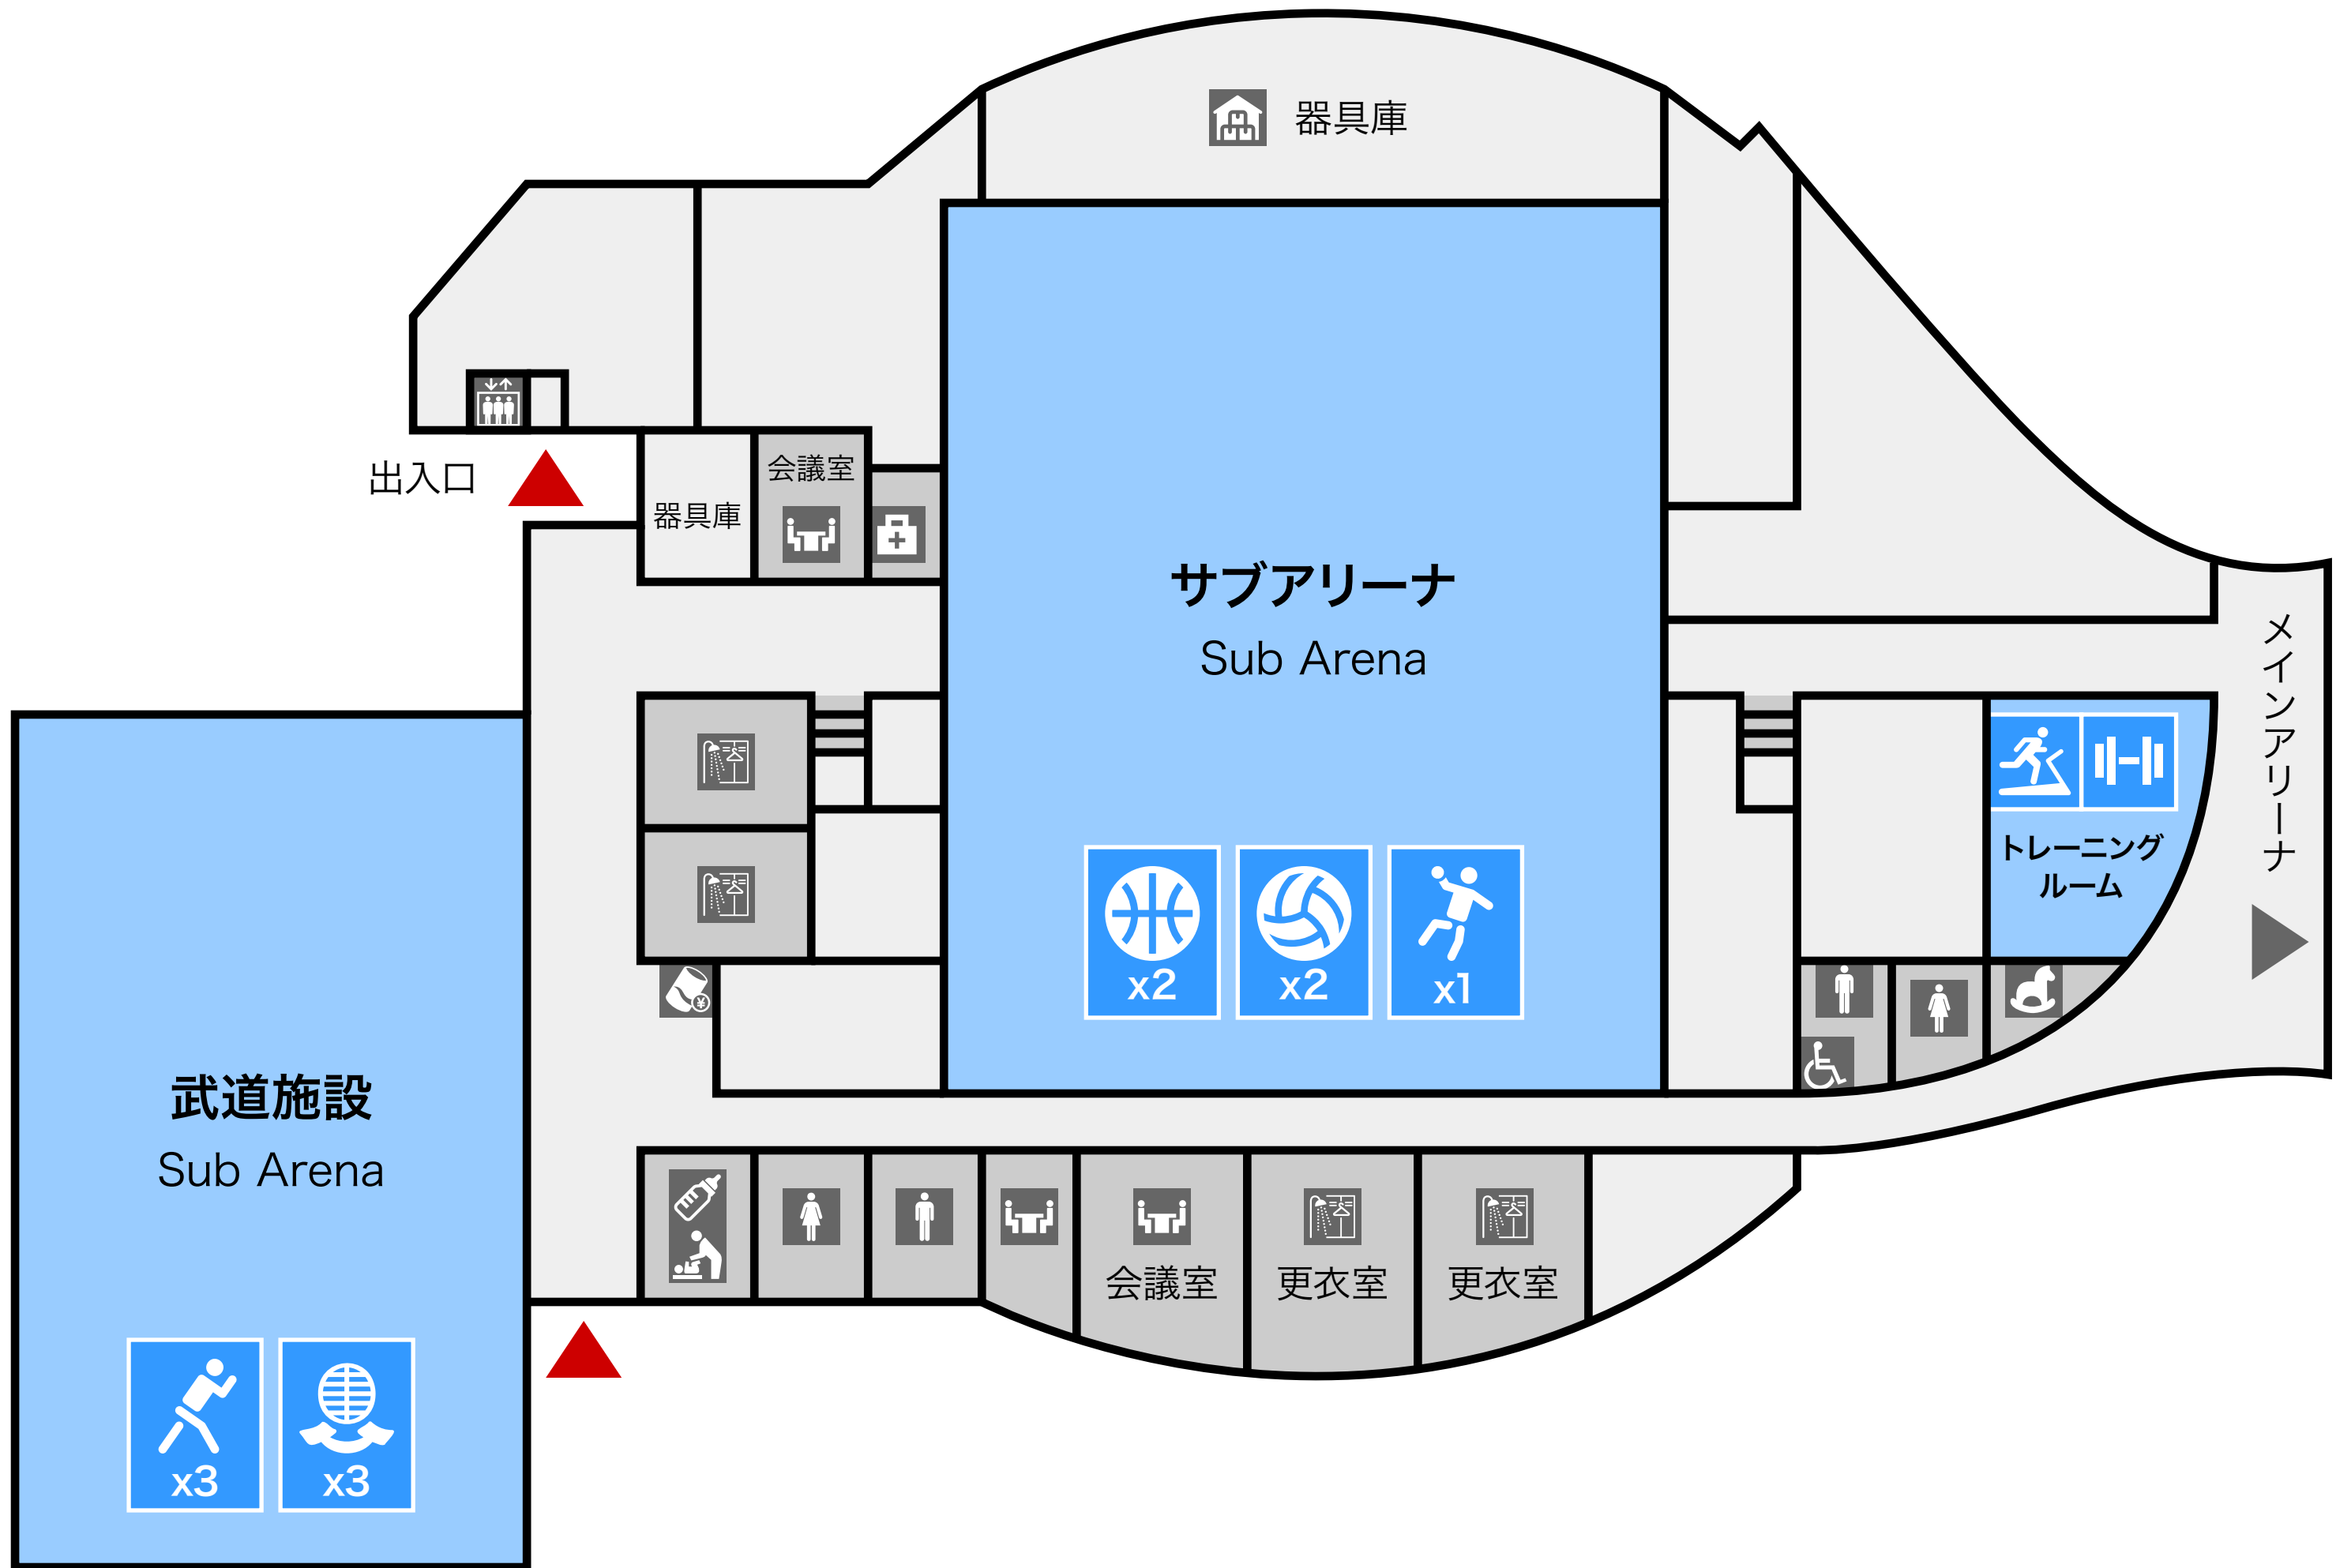 器具庫
出入口
器具庫
会議室
サブアリーナ
Sub Arena
メインアリーナ
トレーニング
ルーム
x2
x2
x1
¥
武道施設
Sub Arena
会議室
更衣室
更衣室
x3
x3